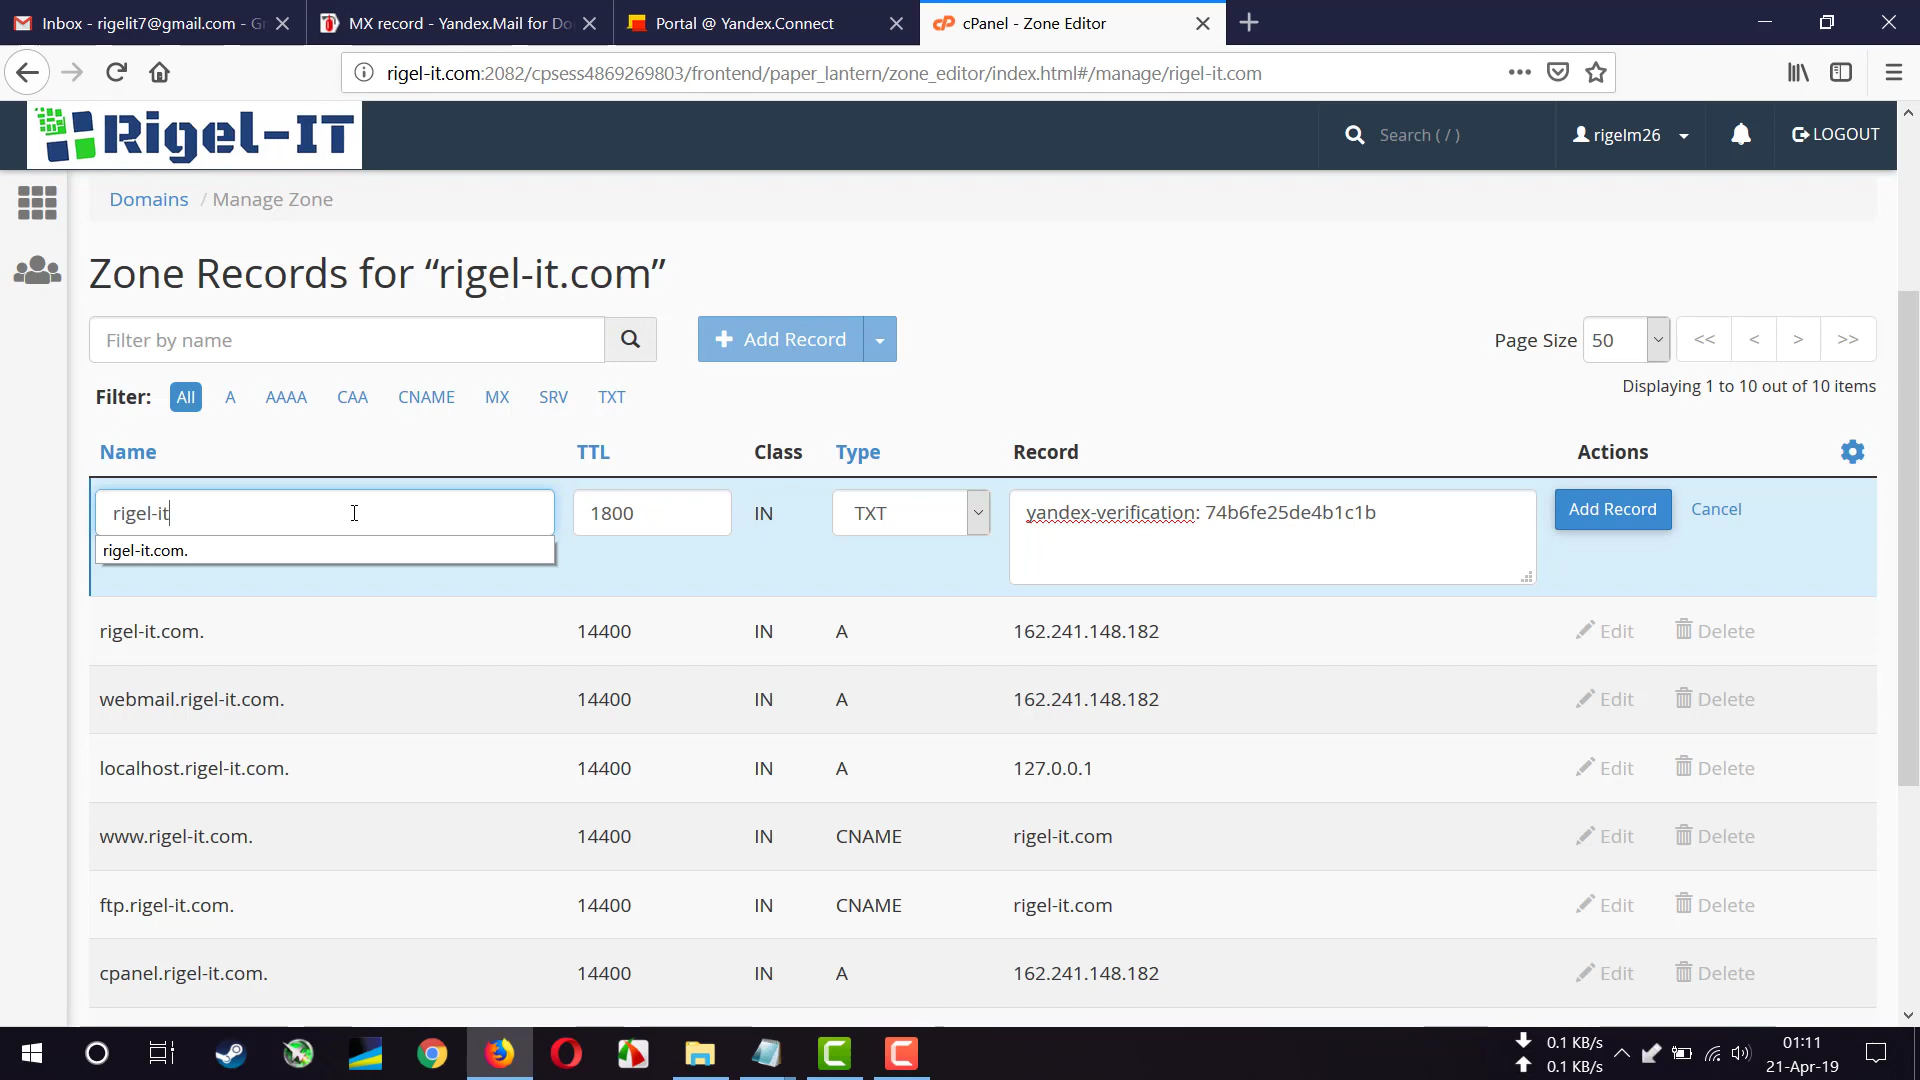 Inbox - rigelit7@gmail.com - G
MX record - Yandex.Mail for Do
Portal @ Yandex.Connect
cPanel - Zone Editor
rigel-it.com:2082/cpsess4869269803/frontend/paper_lantern/zone_editor/index.html#/manage/rigel-it.com
Rigel-IT
Search ( / )
rigelm26
LOGOUT
Domains / Manage Zone
Zone Records for “rigel-it.com”
Filter by name
Add Record
Page Size 50
<< < > >>
Filter: All A AAAA CAA CNAME MX SRV TXT
Displaying 1 to 10 out of 10 items
Name TTL Class Type Record Actions
rigel-it 1800 IN TXT yandex-verification: 74b6fe25de4b1c1b Add Record Cancel
rigel-it.com.
rigel-it.com. 14400 IN A 162.241.148.182 Edit Delete
webmail.rigel-it.com. 14400 IN A 162.241.148.182 Edit Delete
localhost.rigel-it.com. 14400 IN A 127.0.0.1 Edit Delete
www.rigel-it.com. 14400 IN CNAME rigel-it.com Edit Delete
ftp.rigel-it.com. 14400 IN CNAME rigel-it.com Edit Delete
cpanel.rigel-it.com. 14400 IN A 162.241.148.182 Edit Delete
0.1 KB/s
0.1 KB/s
01:11
21-Apr-19